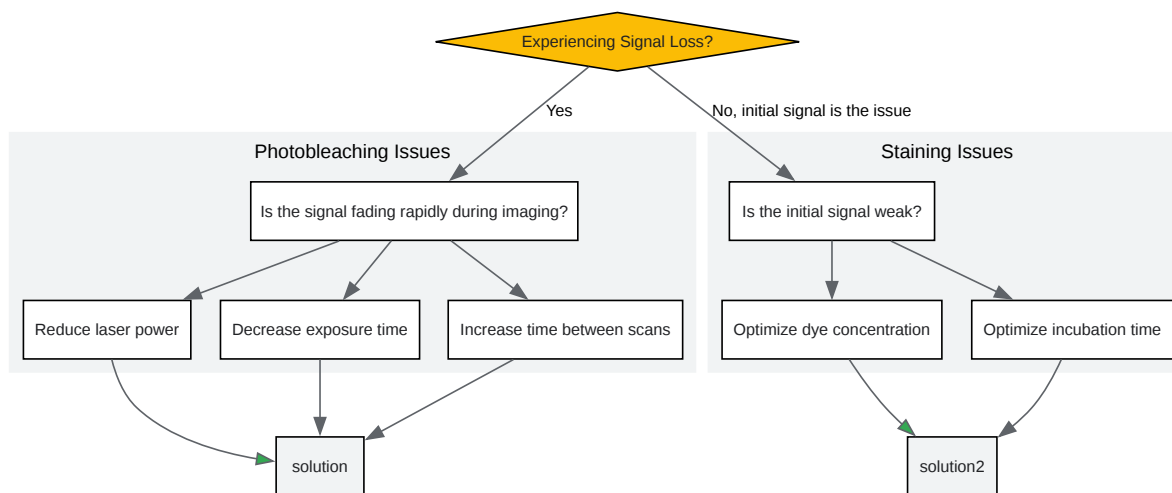 Experiencing Signal Loss?
Yes
No, initial signal is the issue
Photobleaching Issues
Staining Issues
Is the signal fading rapidly during imaging?
Is the initial signal weak?
Reduce laser power
Decrease exposure time
Increase time between scans
Optimize dye concentration
Optimize incubation time
solution
solution2